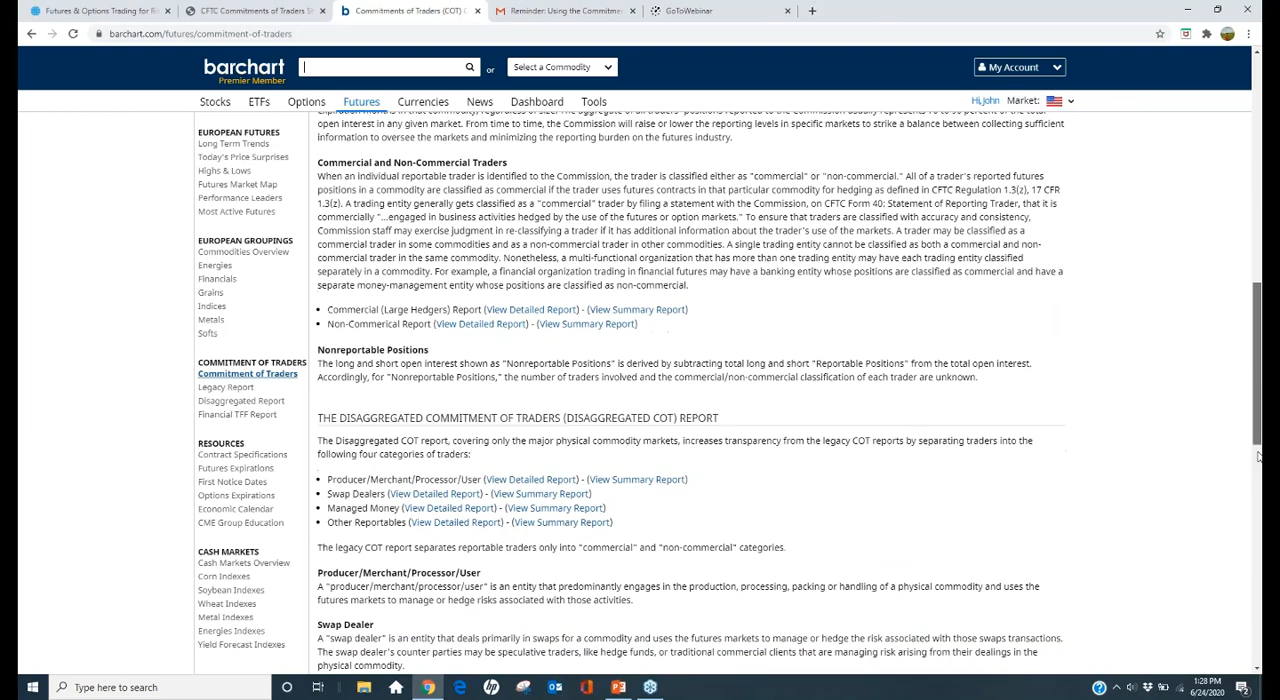 Futures & Options Trading for Ri
CFTC Commitments of Traders Sh
Commitments of Traders (COT) C
Reminder: Using the Commitme
GoToWebinar
barchart.com/futures/commitment-of-traders
barchart
Premier Member
or
Select a Commodity
My Account
Stocks
ETFs
Options
Futures
Currencies
News
Dashboard
Tools
Hi, John
Market:
EUROPEAN FUTURES
Long Term Trends
Today's Price Surprises
Highs & Lows
Futures Market Map
Performance Leaders
Most Active Futures
EUROPEAN GROUPINGS
Commodities Overview
Energies
Financials
Grains
Indices
Metals
Softs
COMMITMENT OF TRADERS
Commitment of Traders
Legacy Report
Disaggregated Report
Financial TFF Report
RESOURCES
Contract Specifications
Futures Expirations
First Notice Dates
Options Expirations
Economic Calendar
CME Group Education
CASH MARKETS
Cash Markets Overview
Corn Indexes
Soybean Indexes
Wheat Indexes
Metal Indexes
Energies Indexes
Yield Forecast Indexes
open interest in any given market. From time to time, the Commission will raise or lower the reporting levels in specific markets to strike a balance between collecting sufficient
information to oversee the markets and minimizing the reporting burden on the futures industry.
Commercial and Non-Commercial Traders
When an individual reportable trader is identified to the Commission, the trader is classified either as "commercial" or "non-commercial." All of a trader's reported futures
positions in a commodity are classified as commercial if the trader uses futures contracts in that particular commodity for hedging as defined in CFTC Regulation 1.3(z), 17 CFR
1.3(z). A trading entity generally gets classified as a "commercial" trader by filing a statement with the Commission, on CFTC Form 40: Statement of Reporting Trader, that it is
commercially "...engaged in business activities hedged by the use of the futures or option markets." To ensure that traders are classified with accuracy and consistency,
Commission staff may exercise judgment in re-classifying a trader if it has additional information about the trader's use of the markets. A trader may be classified as a
commercial trader in some commodities and as a non-commercial trader in other commodities. A single trading entity cannot be classified as both a commercial and non-
commercial trader in the same commodity. Nonetheless, a multi-functional organization that has more than one trading entity may have each trading entity classified
separately in a commodity. For example, a financial organization trading in financial futures may have a banking entity whose positions are classified as commercial and have a
separate money-management entity whose positions are classified as non-commercial.
• Commercial (Large Hedgers) Report (View Detailed Report) - (View Summary Report)
• Non-Commerical Report (View Detailed Report) - (View Summary Report)
Nonreportable Positions
The long and short open interest shown as "Nonreportable Positions" is derived by subtracting total long and short "Reportable Positions" from the total open interest.
Accordingly, for "Nonreportable Positions," the number of traders involved and the commercial/non-commercial classification of each trader are unknown.
THE DISAGGREGATED COMMITMENT OF TRADERS (DISAGGREGATED COT) REPORT
The Disaggregated COT report, covering only the major physical commodity markets, increases transparency from the legacy COT reports by separating traders into the
following four categories of traders:
• Producer/Merchant/Processor/User (View Detailed Report) - (View Summary Report)
• Swap Dealers (View Detailed Report) - (View Summary Report)
• Managed Money (View Detailed Report) - (View Summary Report)
• Other Reportables (View Detailed Report) - (View Summary Report)
The legacy COT report separates reportable traders only into "commercial" and "non-commercial" categories.
Producer/Merchant/Processor/User
A "producer/merchant/processor/user" is an entity that predominantly engages in the production, processing, packing or handling of a physical commodity and uses the
futures markets to manage or hedge risks associated with those activities.
Swap Dealer
A "swap dealer" is an entity that deals primarily in swaps for a commodity and uses the futures markets to manage or hedge the risk associated with those swaps transactions.
The swap dealer's counter parties may be speculative traders, like hedge funds, or traditional commercial clients that are managing risk arising from their dealings in the
physical commodity.
Type here to search
1:28 PM
6/24/2020